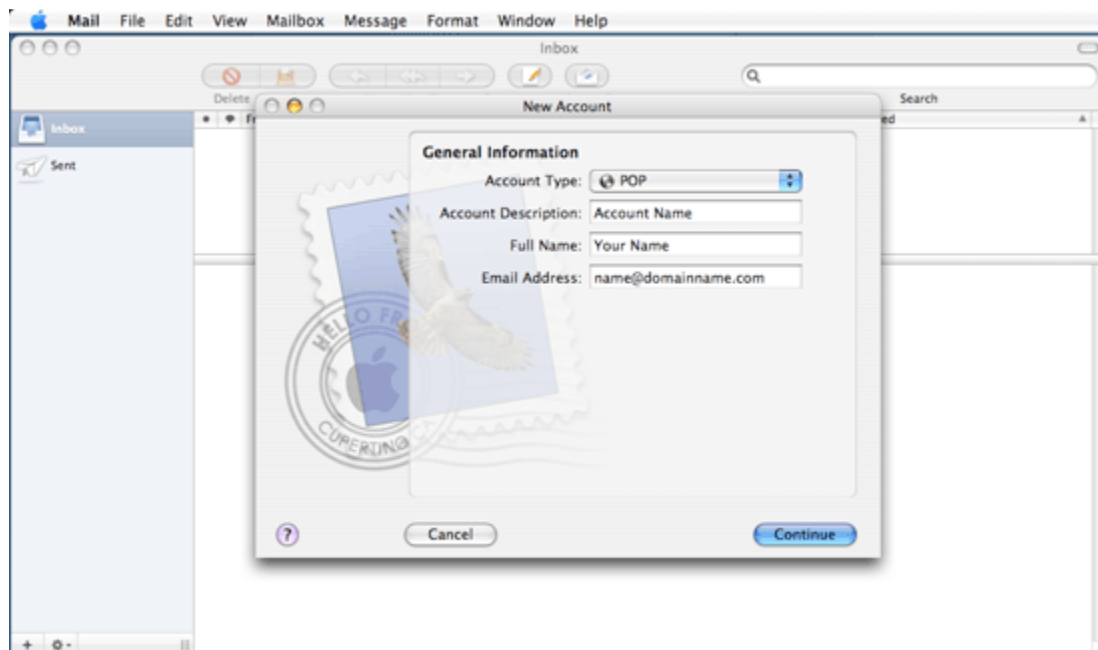 Mail File Edit View Mailbox Message Format Window Help
Inbox
Delete
Search
New Account
Inbox
Sent
General Information
Account Type: POP
Account Description: Account Name
Full Name: Your Name
Email Address: name@domainname.com
HELLO FR
CUPERTINO CA
? Cancel Continue